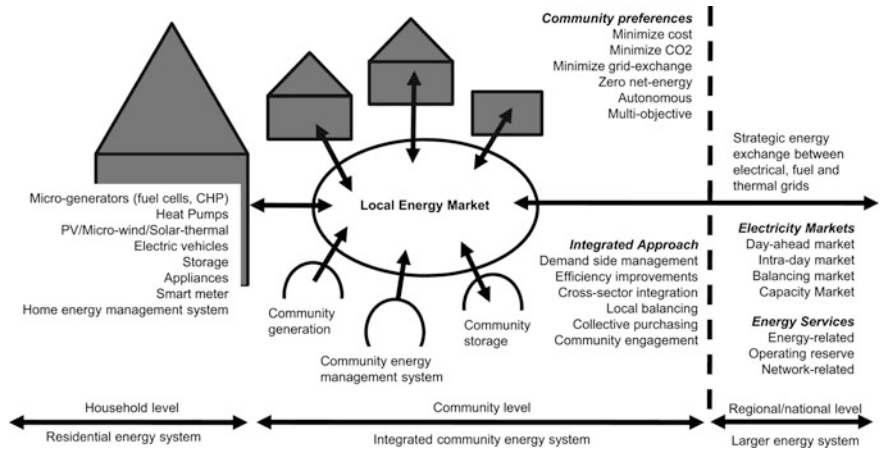 Community preferences
Minimize cost
Minimize CO2
Minimize grid-exchange
Zero net-energy
Autonomous
Multi-objective
Strategic energy
exchange between
electrical, fuel and
thermal grids
Micro-generators (fuel cells, CHP)
Heat Pumps
PV/Micro-wind/Solar-thermal
Electric vehicles
Storage
Appliances
Smart meter
Home energy management system
Local Energy Market
Community
generation
Community energy
management system
Community
storage
Integrated Approach
Demand side management
Efficiency improvements
Cross-sector integration
Local balancing
Collective purchasing
Community engagement
Electricity Markets
Day-ahead market
Intra-day market
Balancing market
Capacity Market
Energy Services
Energy-related
Operating reserve
Network-related
Household level
Residential energy system
Community level
Integrated community energy system
Regional/national level
Larger energy system